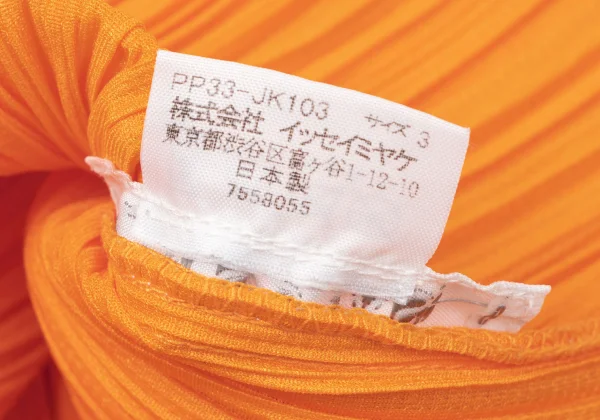 PP33-JK103 サイズ 3
株式会社 イッセイミヤケ
東京都渋谷区富ヶ谷1-12-10
日本製
7558055